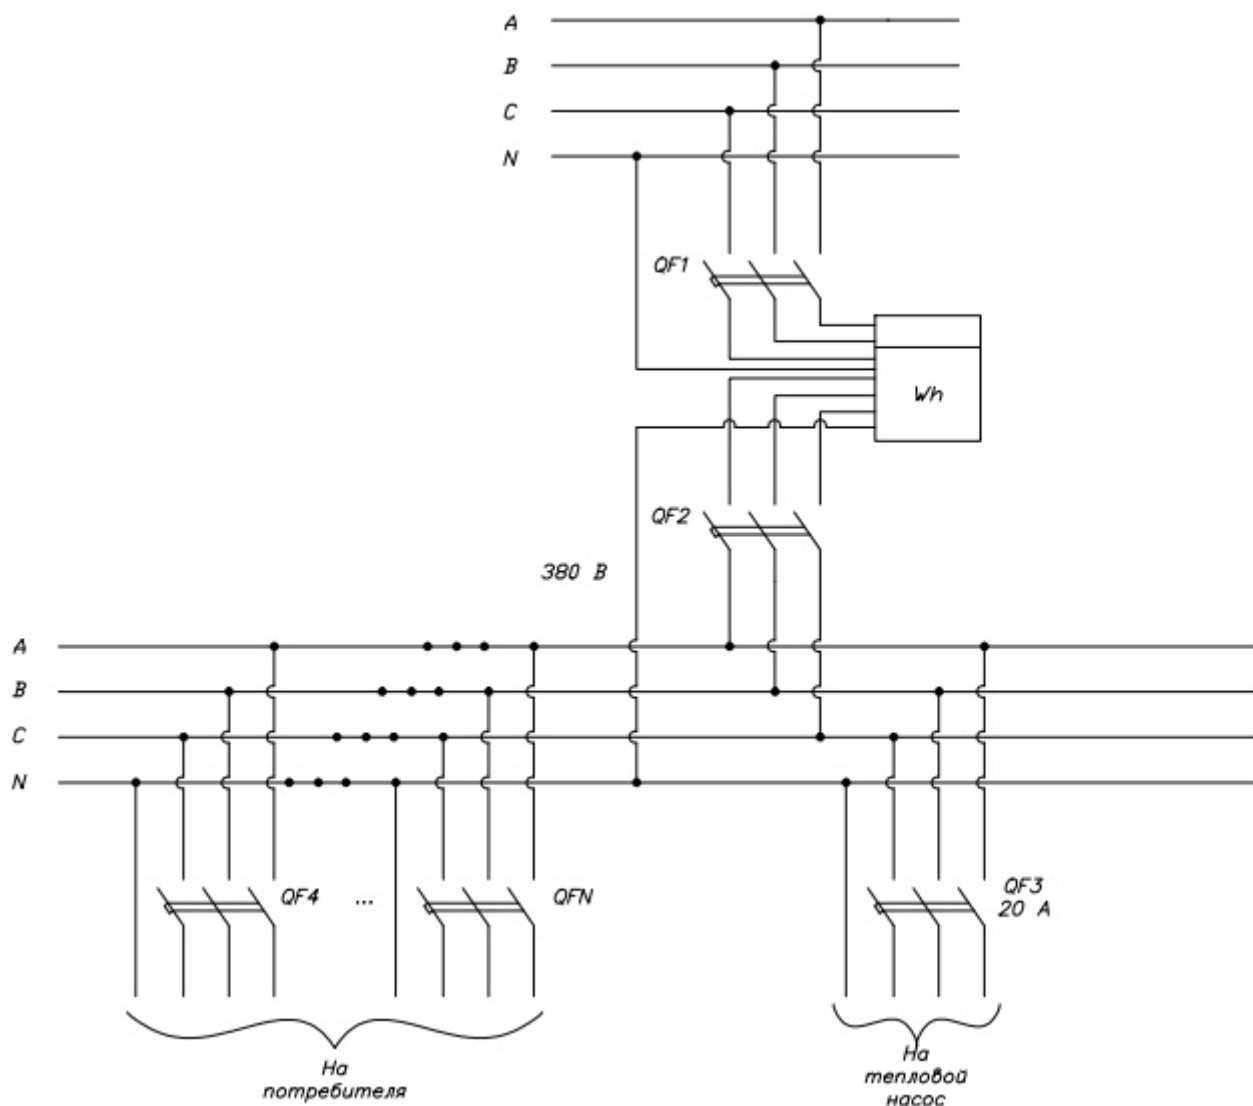 A
B
C
N
QF1
Wh
QF2
380 В
A
B
C
N
QF4 ... QFN
QF3
20 А
На
потребителя
На
тепловой
насос